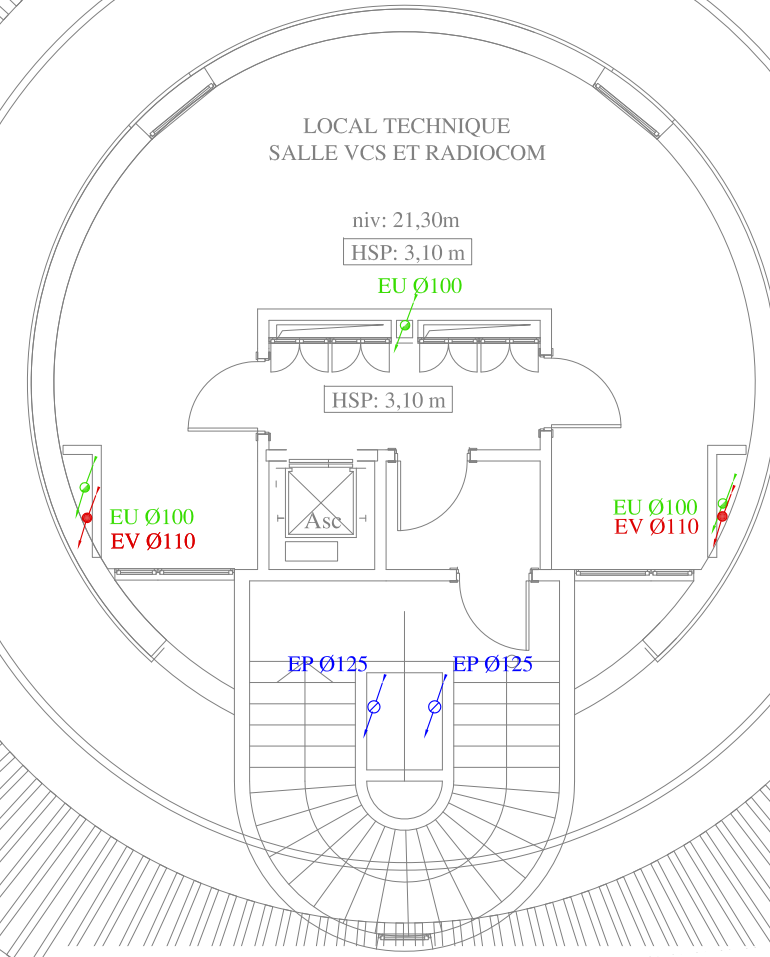 LOCAL TECHNIQUE
SALLE VCS ET RADIOCOM
niv: 21,30m
HSP: 3,10 m
EU Ø100
HSP: 3,10 m
Asc
EU Ø100
EV Ø110
EU Ø100
EV Ø110
EP Ø125
EP Ø125